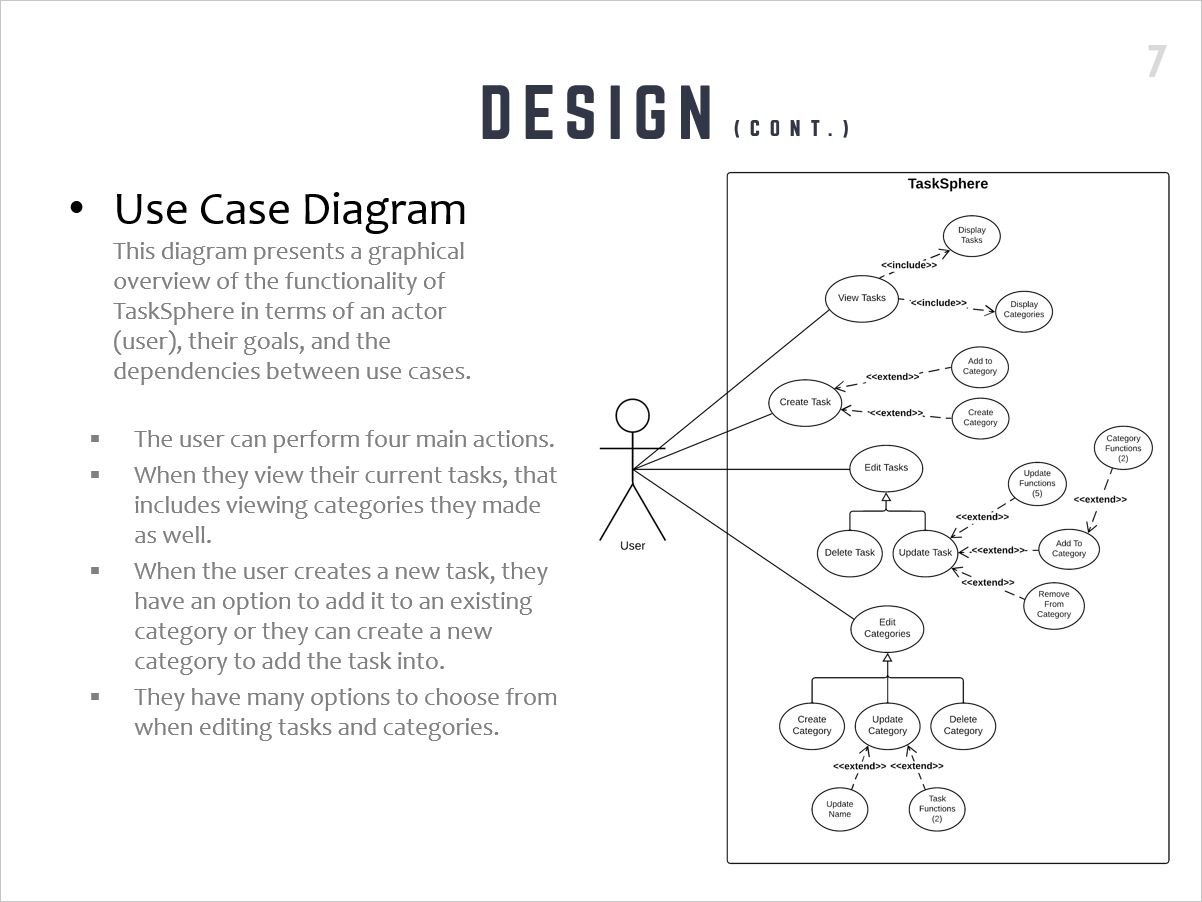 7
DESIGN (CONT.)
• Use Case Diagram
This diagram presents a graphical
overview of the functionality of
TaskSphere in terms of an actor
(user), their goals, and the
dependencies between use cases.
▪ The user can perform four main actions.
▪ When they view their current tasks, that
includes viewing categories they made
as well.
▪ When the user creates a new task, they
have an option to add it to an existing
category or they can create a new
category to add the task into.
▪ They have many options to choose from
when editing tasks and categories.
TaskSphere
User
Display
Tasks
<<include>>
View Tasks
<<include>>
Display
Categories
Add to
Category
<<extend>>
Create Task
<<extend>>
Create
Category
Category
Functions
(2)
Edit Tasks
Update
Functions
(5)
<<extend>>
<<extend>>
Delete Task
Update Task
<<extend>>
Add To
Category
<<extend>>
Remove
From
Category
Edit
Categories
Create
Category
Update
Category
Delete
Category
<<extend>>
<<extend>>
Update
Name
Task
Functions
(2)